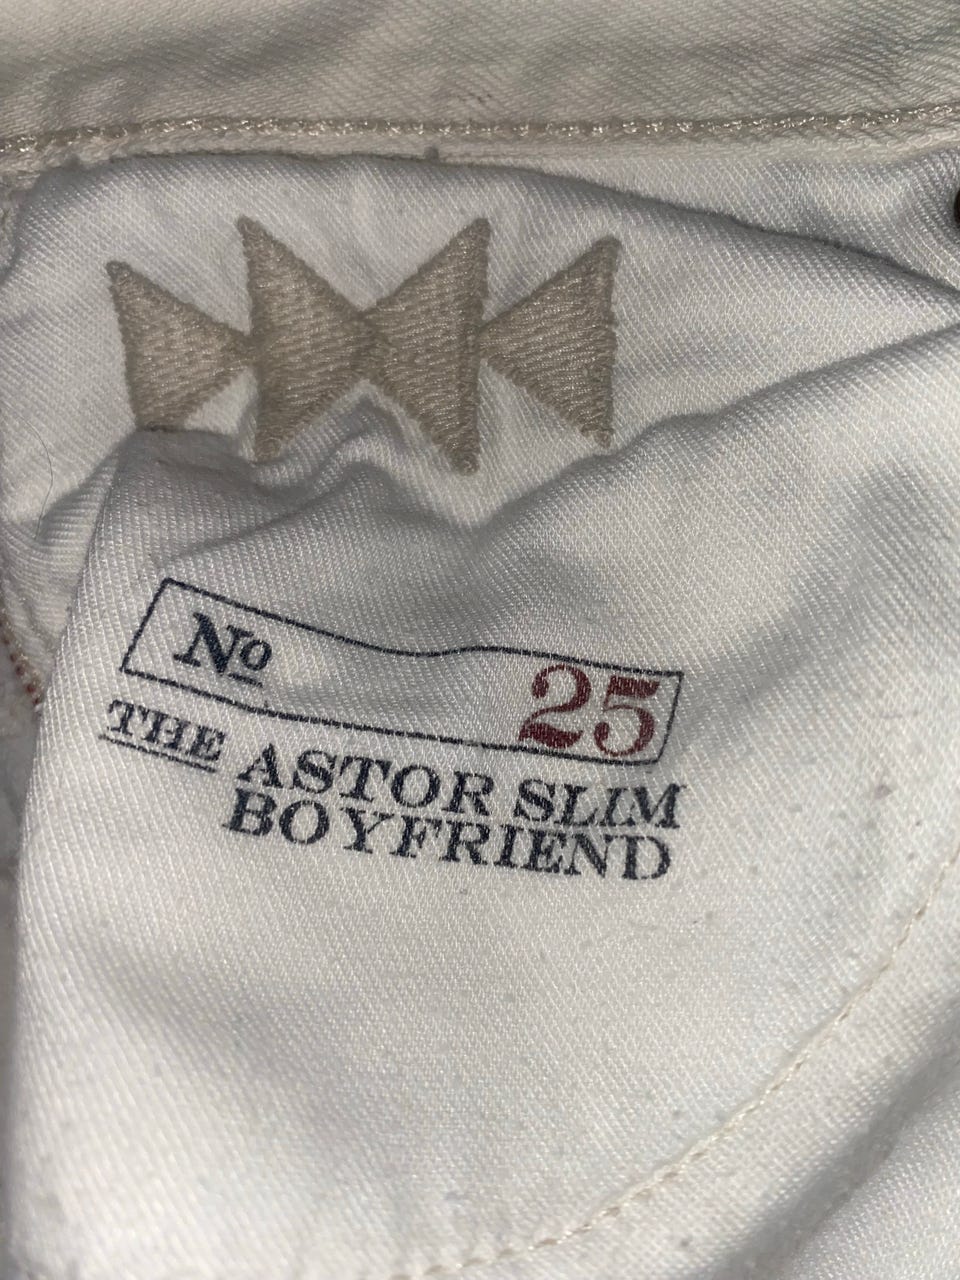 No 25
THE ASTOR SLIM
BOYFRIEND